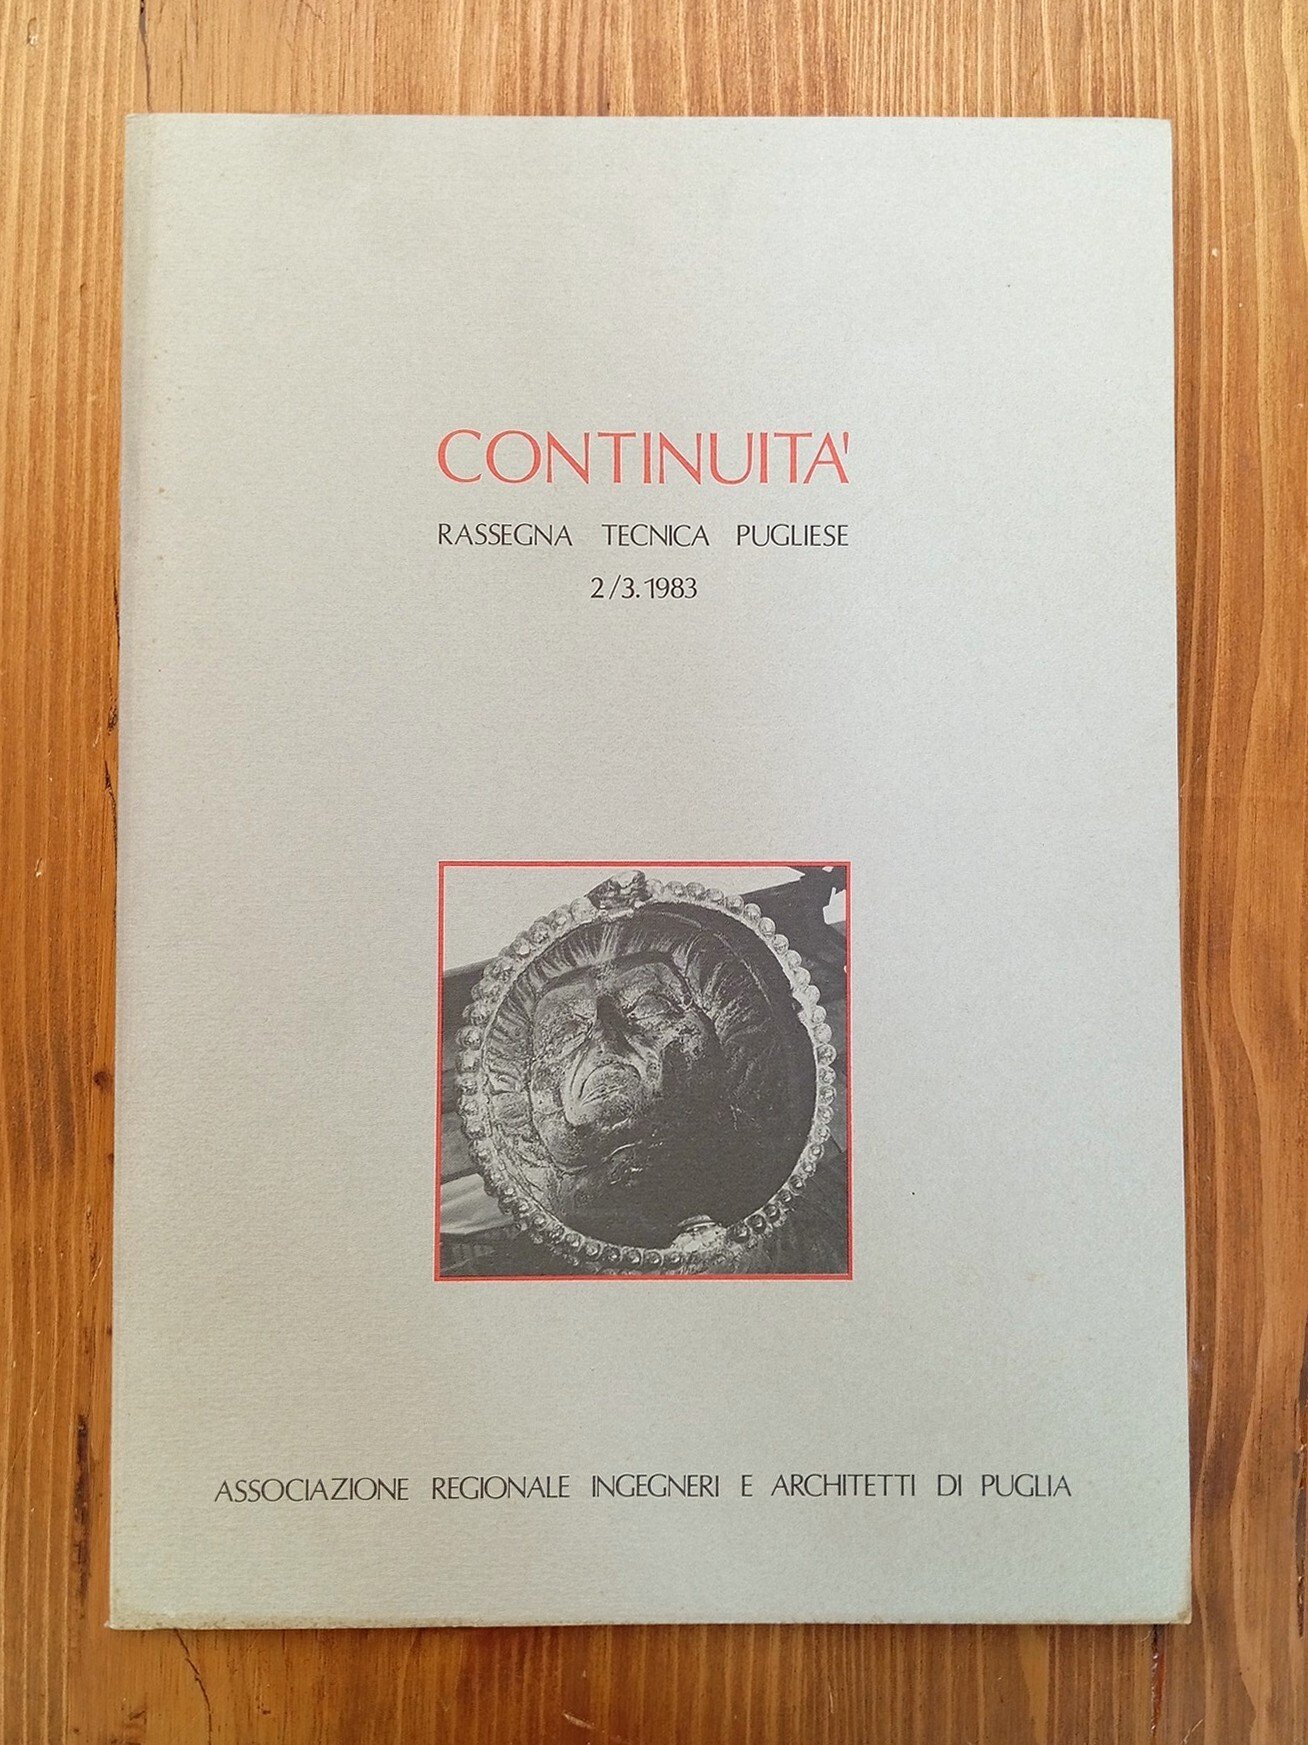 CONTINUITA'
RASSEGNA TECNICA PUGLIESE
2/3.1983
ASSOCIAZIONE REGIONALE INGEGNERI E ARCHITETTI DI PUGLIA